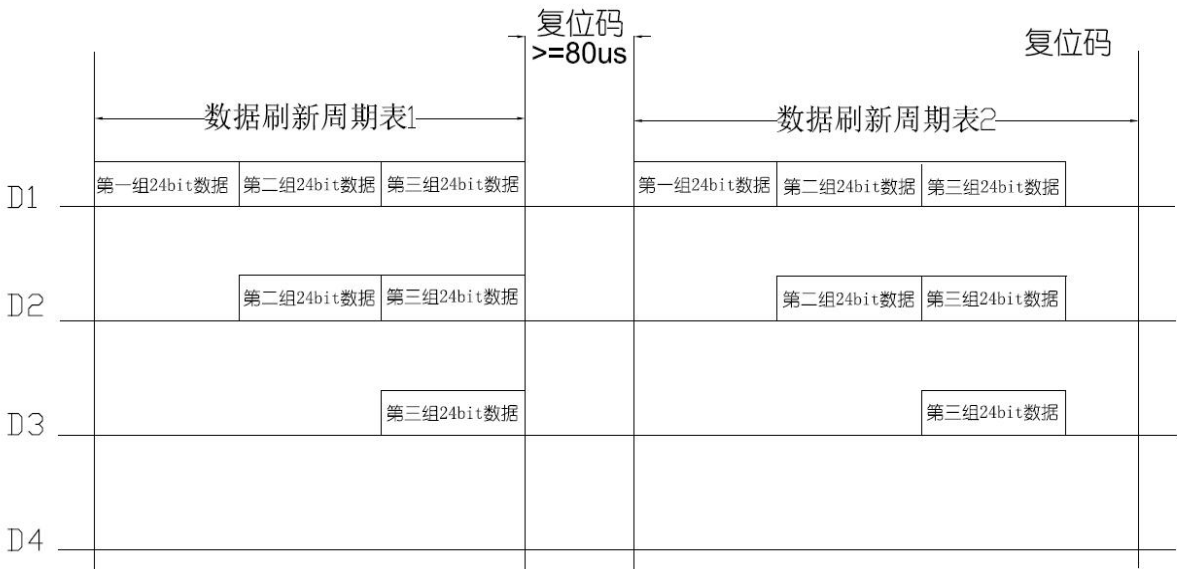 复位码
>=80us
复位码
数据刷新周期表1
数据刷新周期表2
D1
第一组24bit数据
第二组24bit数据
第三组24bit数据
第一组24bit数据
第二组24bit数据
第三组24bit数据
D2
第二组24bit数据
第三组24bit数据
第二组24bit数据
第三组24bit数据
D3
第三组24bit数据
第三组24bit数据
D4